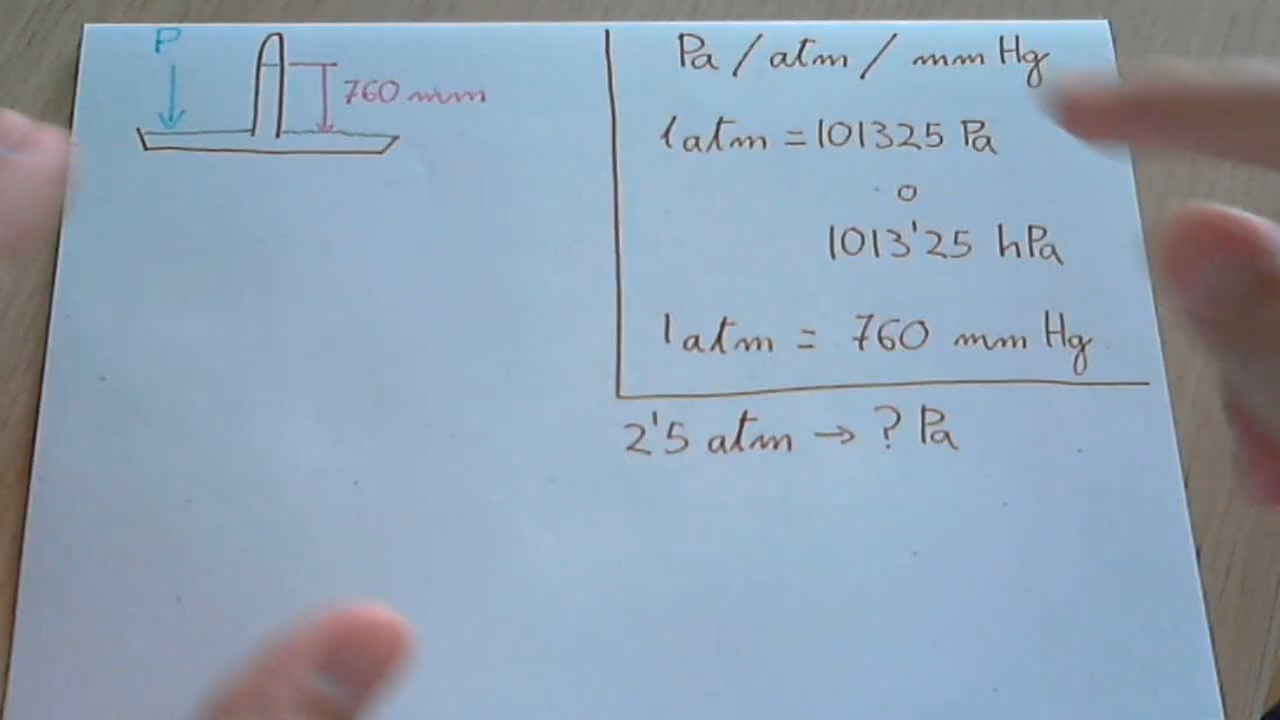 P
760 mm
Pa / atm / mm Hg
1 atm = 101325 Pa
o
1013'25 hPa
1 atm = 760 mm Hg
2'5 atm → ? Pa